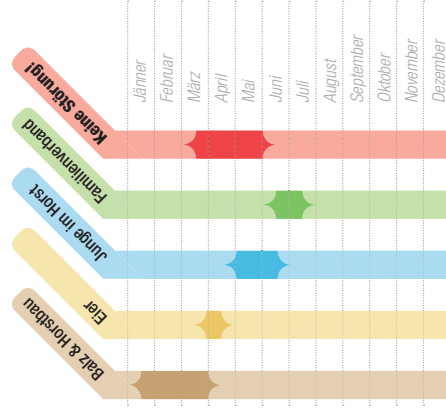 Jänner
Februar
März
April
Mai
Juni
Juli
August
September
Oktober
November
Dezember
Keine Störung!
Familienverband
Junge im Horst
Eier
Balz & Horstbau